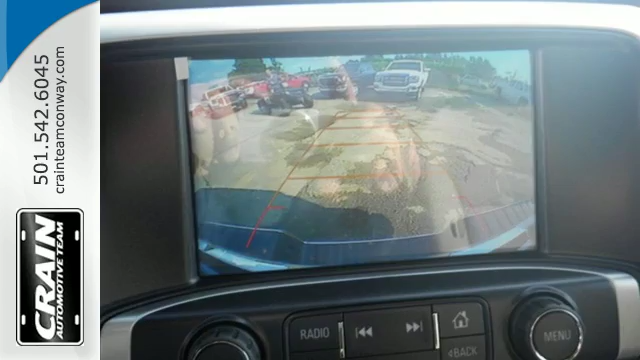 501.542.6045
crainteamconway.com
CRAIN
AUTOMOTIVE TEAM
RADIO
MENU
BACK